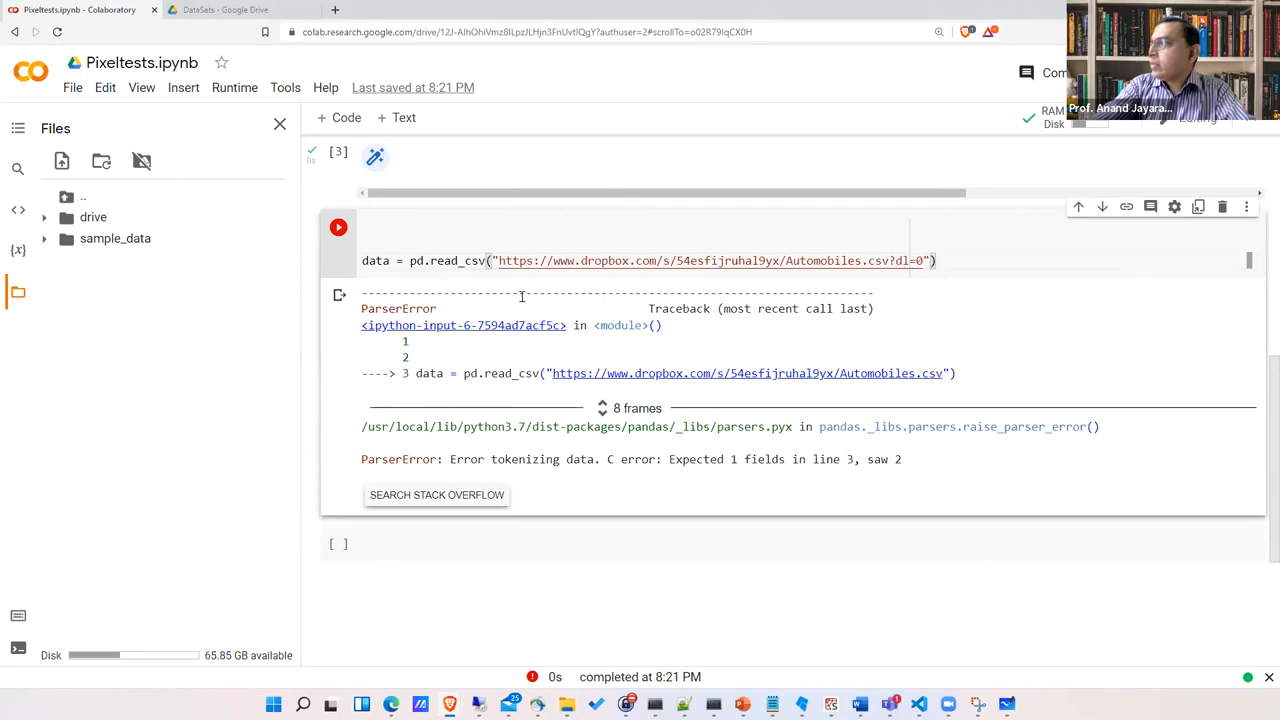 Pixeltests.ipynb - Colaboratory
DataSets - Google Drive
colab.research.google.com/drive/12J-AlhOhiVmz8ILpzJLHjn3FnUvtlQgY?authuser=2#scrollTo=o02R79IqCX0H
Pixeltests.ipynb
File Edit View Insert Runtime Tools Help Last saved at 8:21 PM
Prof. Anand Jayara...
Files
+ Code + Text
RAM
Disk
Editing
..
drive
sample_data
[3]
0s
data = pd.read_csv("https://www.dropbox.com/s/54esfijruhal9yx/Automobiles.csv?dl=0")
---------------------------------------------------------------------------
ParserError Traceback (most recent call last)
<ipython-input-6-7594ad7acf5c> in <module>()
1
2
----> 3 data = pd.read_csv("https://www.dropbox.com/s/54esfijruhal9yx/Automobiles.csv")
8 frames
/usr/local/lib/python3.7/dist-packages/pandas/_libs/parsers.pyx in pandas._libs.parsers.raise_parser_error()
ParserError: Error tokenizing data. C error: Expected 1 fields in line 3, saw 2
SEARCH STACK OVERFLOW
[ ]
Disk 65.85 GB available
0s completed at 8:21 PM
25
1